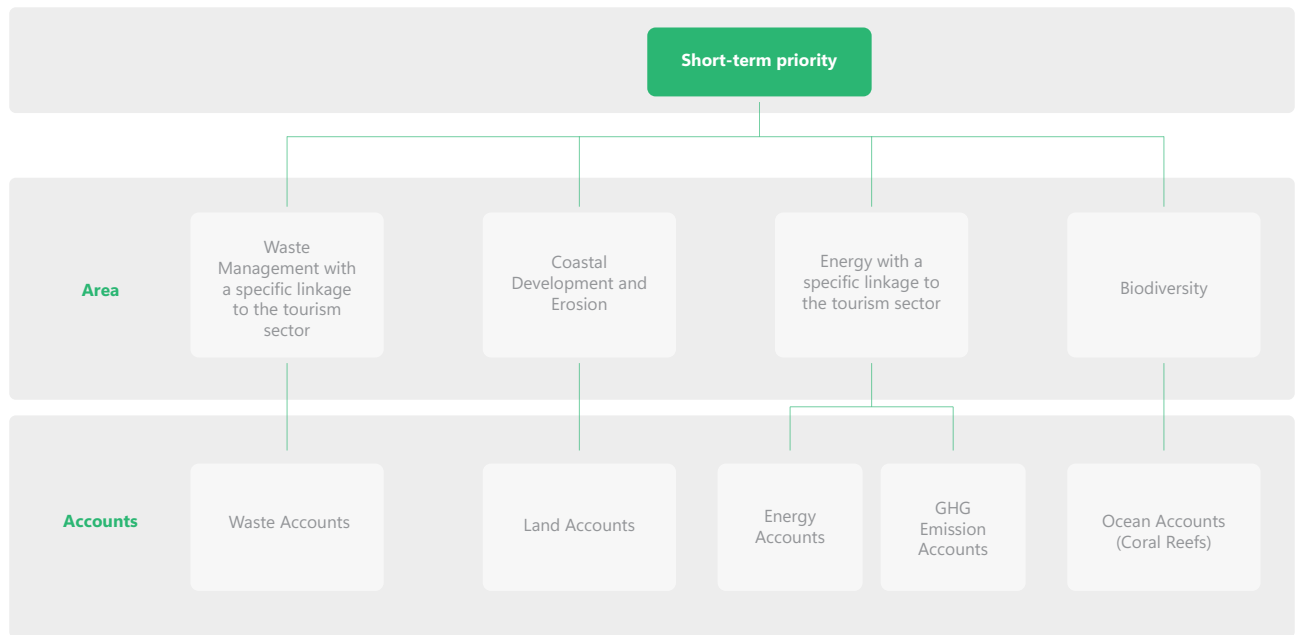 Short-term priority
Area
Waste
Management with
a specific linkage
to the tourism
sector
Coastal
Development and
Erosion
Energy with a
specific linkage to
the tourism sector
Biodiversity
Accounts
Waste Accounts
Land Accounts
Energy
Accounts
GHG
Emission
Accounts
Ocean Accounts
(Coral Reefs)